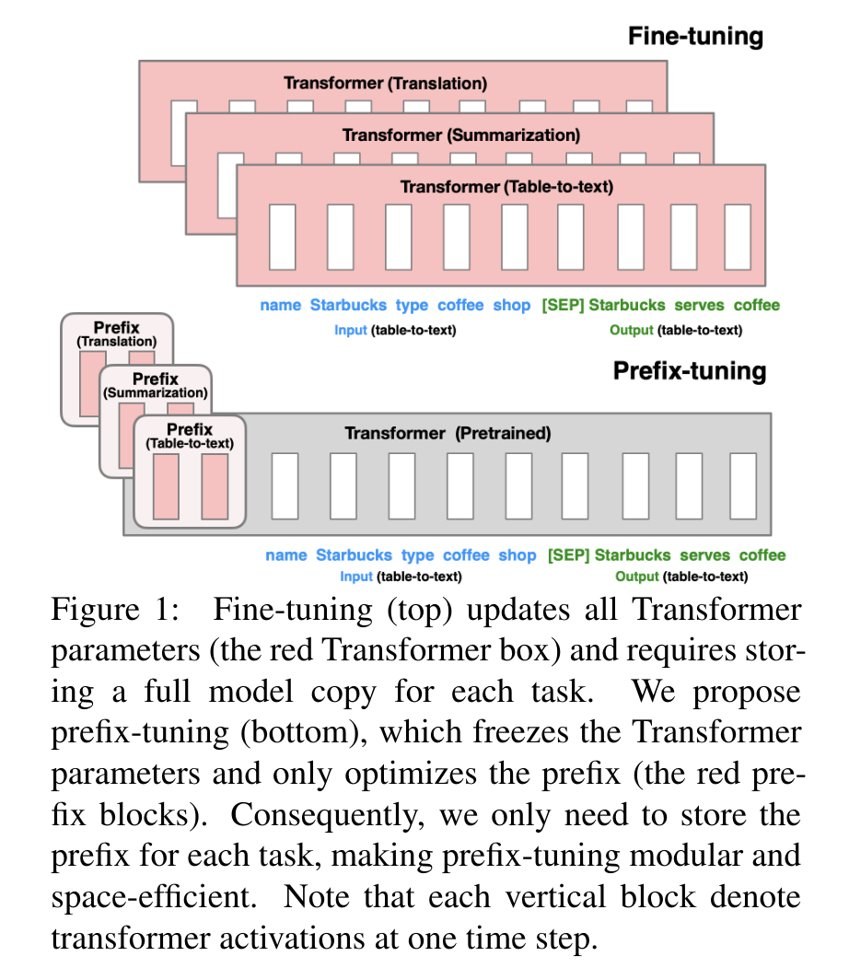 Fine-tuning
Transformer (Translation)
Transformer (Summarization)
Transformer (Table-to-text)
name Starbucks type coffee shop [SEP] Starbucks serves coffee
Input (table-to-text) Output (table-to-text)
Prefix
(Translation)
Prefix-tuning
Prefix
(Summarization)
Prefix
(Table-to-text)
Transformer (Pretrained)
name Starbucks type coffee shop [SEP] Starbucks serves coffee
Input (table-to-text) Output (table-to-text)
Figure 1: Fine-tuning (top) updates all Transformer
parameters (the red Transformer box) and requires stor-
ing a full model copy for each task. We propose
prefix-tuning (bottom), which freezes the Transformer
parameters and only optimizes the prefix (the red pre-
fix blocks). Consequently, we only need to store the
prefix for each task, making prefix-tuning modular and
space-efficient. Note that each vertical block denote
transformer activations at one time step.